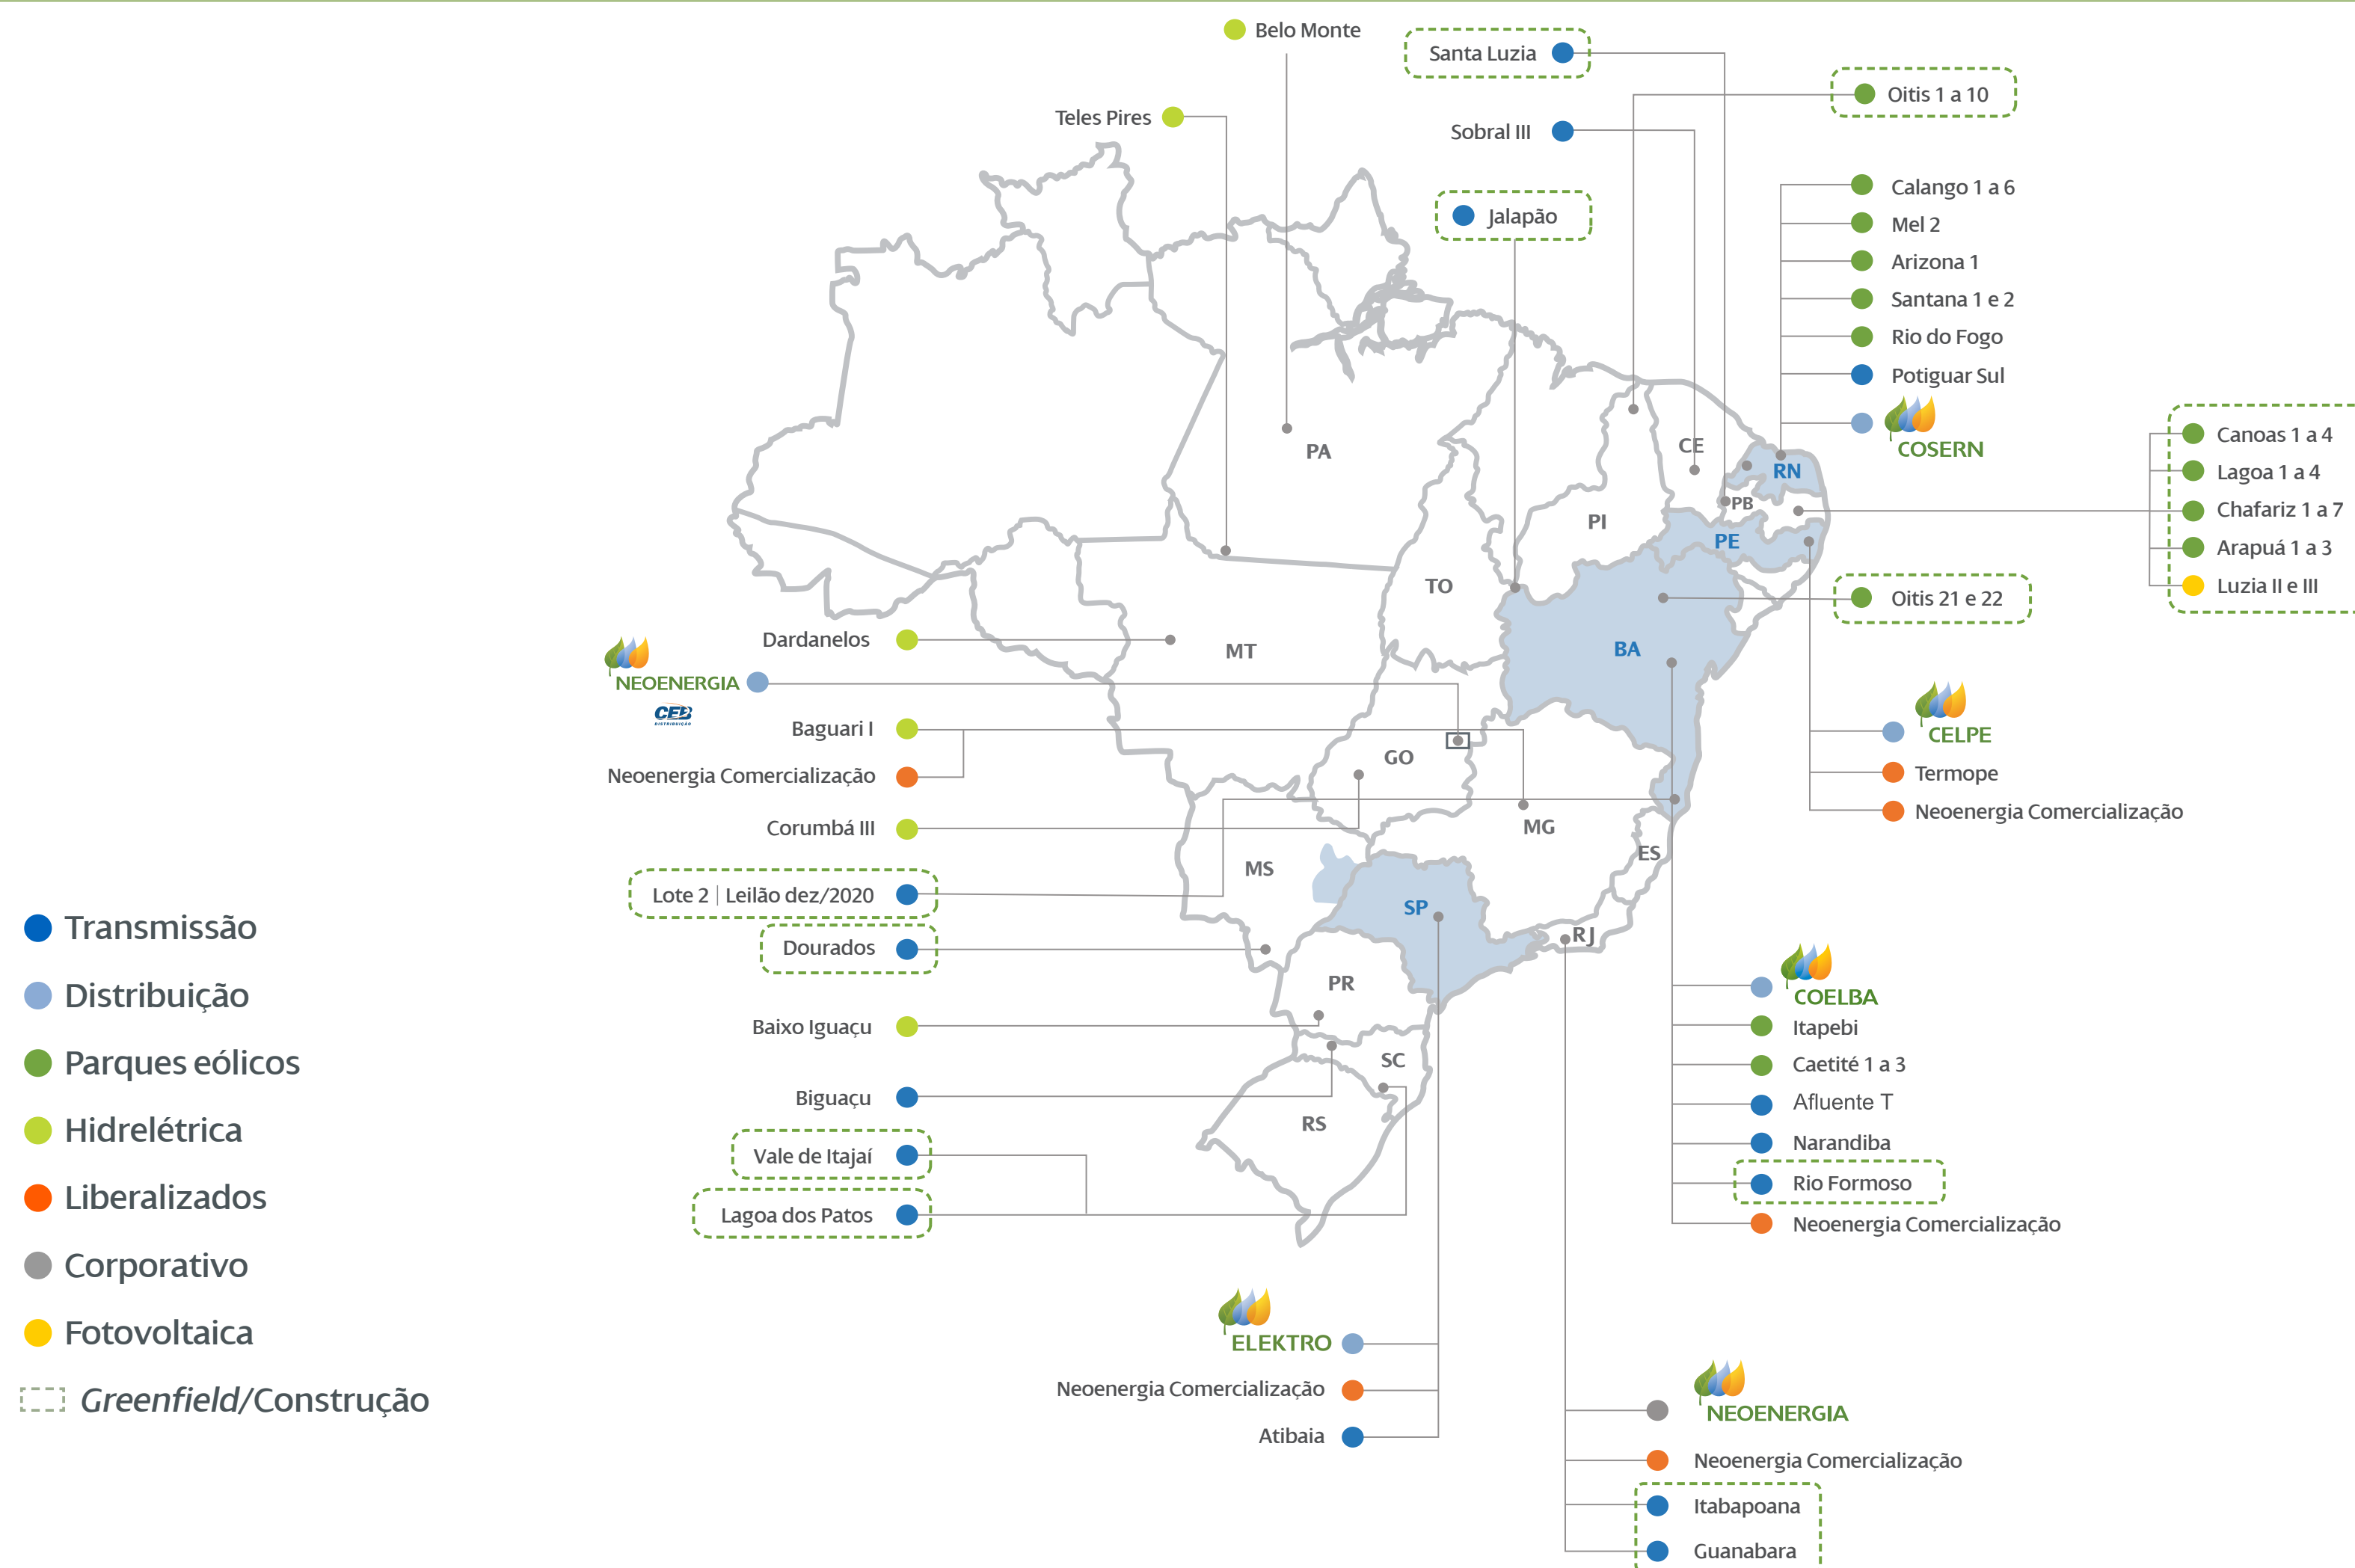 Belo Monte
Santa Luzia
Oitis 1 a 10
Teles Pires
Sobral III
Jalapão
Calango 1 a 6
Mel 2
Arizona 1
Santana 1 e 2
Rio do Fogo
Potiguar Sul
COSERN
Canoas 1 a 4
Lagoa 1 a 4
Chafariz 1 a 7
Arapuá 1 a 3
Luzia II e III
PA
CE
RN
PB
PI
PE
TO
Oitis 21 e 22
BA
MT
GO
MG
ES
MS
SP
RJ
PR
SC
RS
Dardanelos
NEOENERGIA
CEB
DISTRIBUIÇÃO
Baguari I
Neoenergia Comercialização
Corumbá III
Lote 2 | Leilão dez/2020
Dourados
Baixo Iguaçu
Biguaçu
Vale de Itajaí
Lagoa dos Patos
CELPE
Termope
Neoenergia Comercialização
COELBA
Itapebi
Caetité 1 a 3
Afluente T
Narandiba
Rio Formoso
Neoenergia Comercialização
ELEKTRO
Neoenergia Comercialização
Atibaia
NEOENERGIA
Neoenergia Comercialização
Itabapoana
Guanabara
Transmissão
Distribuição
Parques eólicos
Hidrelétrica
Liberalizados
Corporativo
Fotovoltaica
Greenfield/Construção